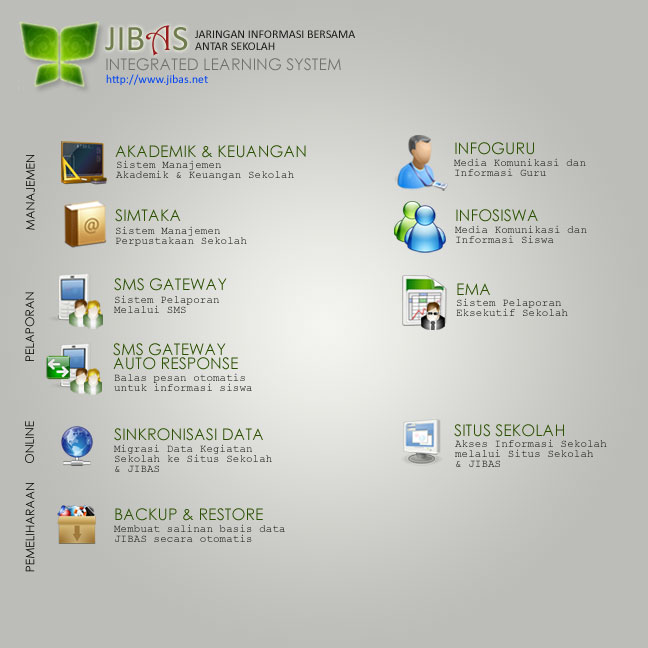 JIBAS JARINGAN INFORMASI BERSAMA
ANTAR SEKOLAH
INTEGRATED LEARNING SYSTEM
http://www.jibas.net
MANAJEMEN
AKADEMIK & KEUANGAN
Sistem Manajemen
Akademik & Keuangan Sekolah
INFOGURU
Media Komunikasi dan
Informasi Guru
SIMTAKA
Sistem Manajemen
Perpustakaan Sekolah
INFOSISWA
Media Komunikasi dan
Informasi Siswa
PELAPORAN
SMS GATEWAY
Sistem Pelaporan
Melalui SMS
EMA
Sistem Pelaporan
Eksekutif Sekolah
SMS GATEWAY
AUTO RESPONSE
Balas pesan otomatis
untuk informasi siswa
ONLINE
SINKRONISASI DATA
Migrasi Data Kegiatan
Sekolah ke Situs Sekolah
& JIBAS
SITUS SEKOLAH
Akses Informasi Sekolah
melalui Situs Sekolah
& JIBAS
PEMELIHARAAN
BACKUP & RESTORE
Membuat salinan basis data
JIBAS secara otomatis